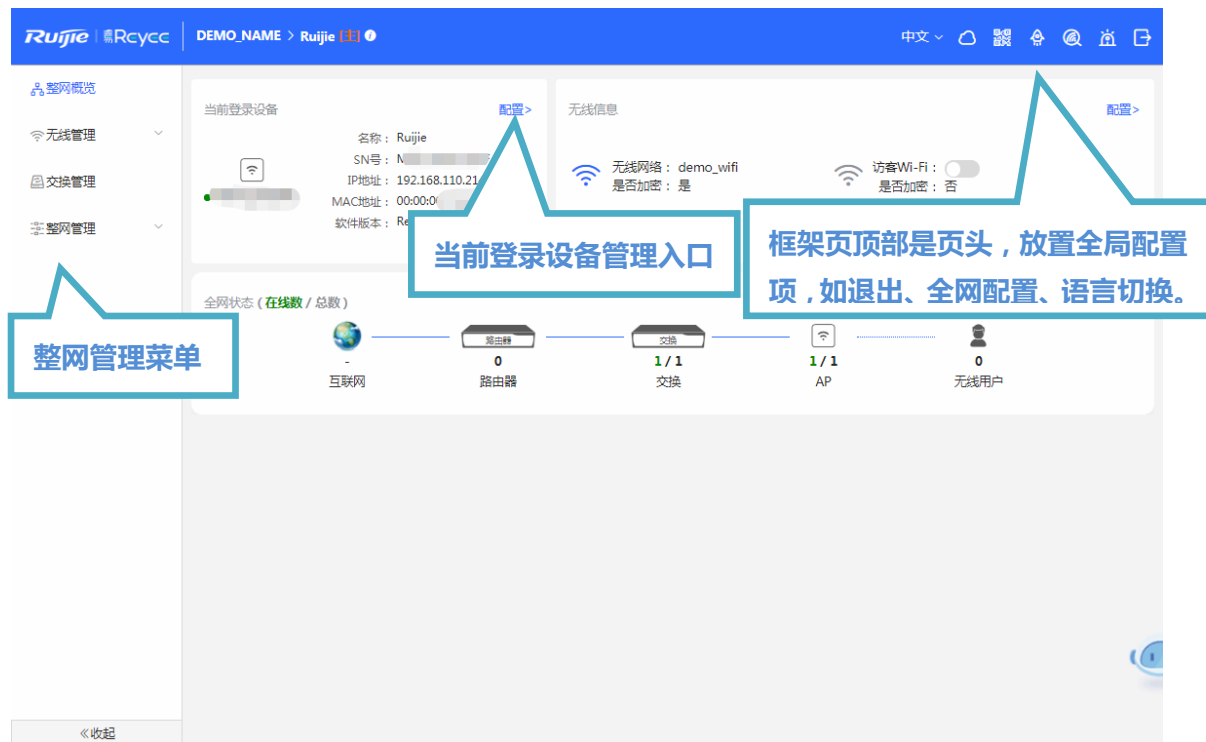 Ruijie 睿易Rcycc DEMO_NAME > Ruijie [主] 中文
整网概览
无线管理
交换管理
整网管理
当前登录设备 配置>
名称： Ruijie
SN号：
IP地址： 192.168.110.21
MAC地址： 00:00:0
软件版本： Re
无线信息 配置>
无线网络： demo_wifi
是否加密： 是
访客Wi-Fi：
是否加密： 否
当前登录设备管理入口
框架页顶部是页头，放置全局配置
项，如退出、全网配置、语言切换。
整网管理菜单
全网状态 ( 在线数 / 总数 )
路由器 交换
- 0 1 / 1 1 / 1 0
互联网 路由器 交换 AP 无线用户
《收起